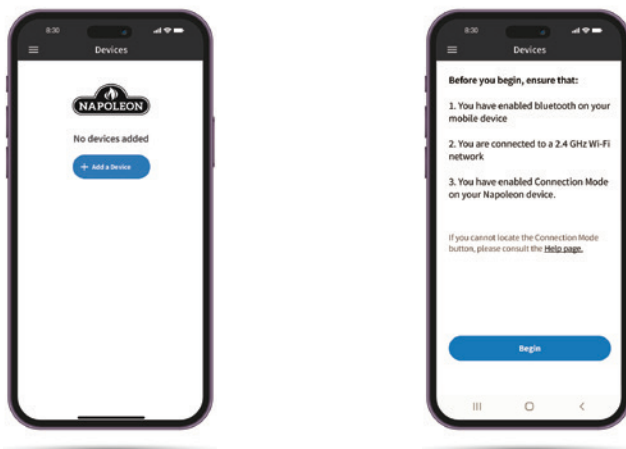 8:30
Devices
NAPOLEON
No devices added
+ Add a Device
8:30
Devices
Before you begin, ensure that:
1. You have enabled bluetooth on your
mobile device
2. You are connected to a 2.4 GHz Wi-Fi
network
3. You have enabled Connection Mode
on your Napoleon device.
If you cannot locate the Connection Mode
button, please consult the Help page.
Begin